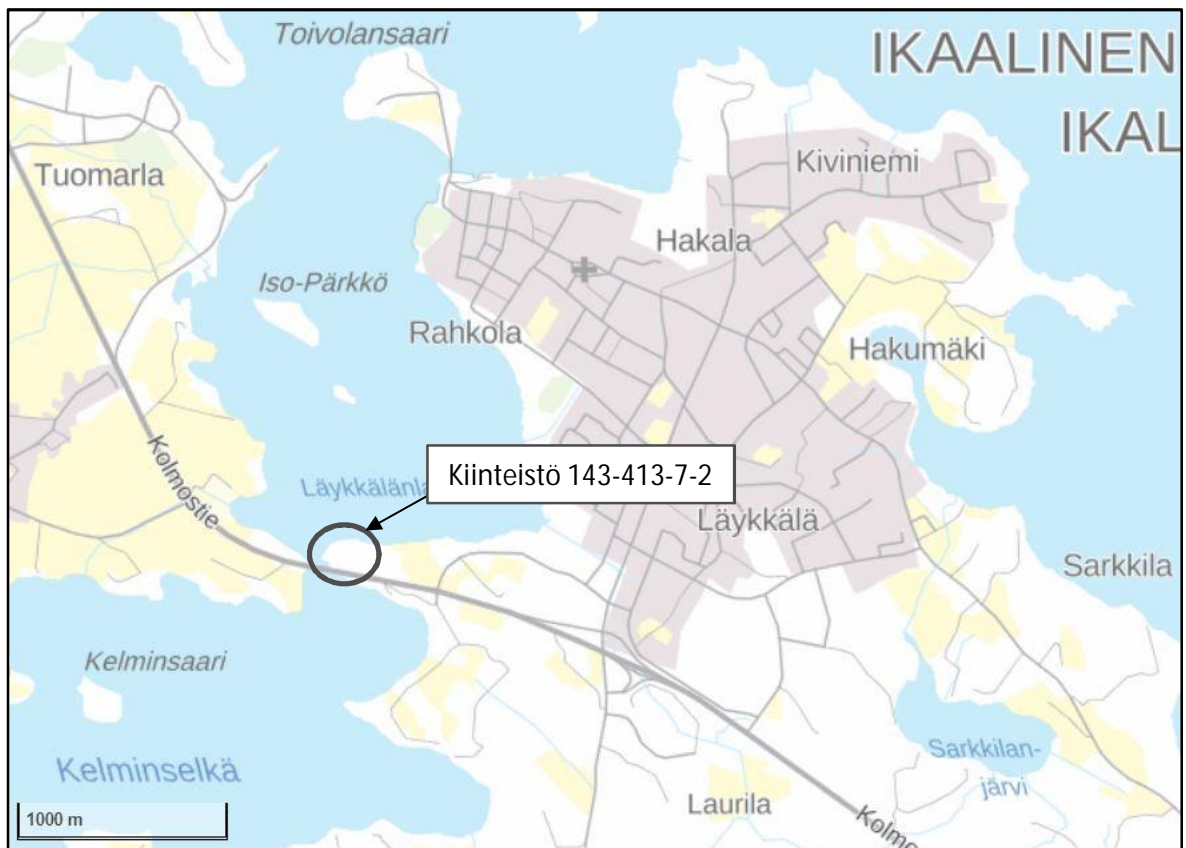 Toivolansaari
IKAALINEN
IKAL
Kiviniemi
Tuomarla
Hakala
Iso-Pärkkö
Rahkola
Hakumäki
Kolmostie
Kiinteistö 143-413-7-2
Läykkälänla
Läykkälä
Sarkkila
Kelminsaari
Kelminselkä
Sarkkilan-
järvi
Laurila
1000 m
Kolmo